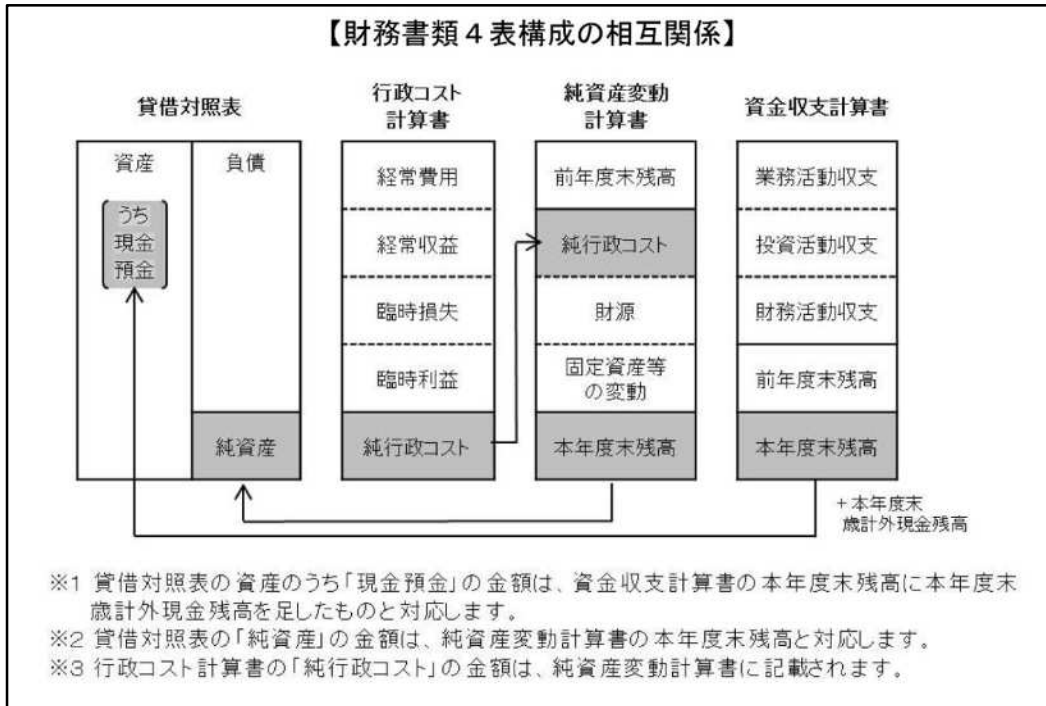 【財務書類4表構成の相互関係】
貸借対照表
資産
うち
現金
預金
負債
純資産
行政コスト
計算書
経常費用
経常収益
臨時損失
臨時利益
純行政コスト
純資産変動
計算書
前年度末残高
純行政コスト
財源
固定資産等
の変動
本年度末残高
資金収支計算書
業務活動収支
投資活動収支
財務活動収支
前年度末残高
本年度末残高
+本年度末
歳計外現金残高
※1 貸借対照表の資産のうち「現金預金」の金額は、資金収支計算書の本年度末残高に本年度末
歳計外現金残高を足したものと対応します。
※2 貸借対照表の「純資産」の金額は、純資産変動計算書の本年度末残高と対応します。
※3 行政コスト計算書の「純行政コスト」の金額は、純資産変動計算書に記載されます。